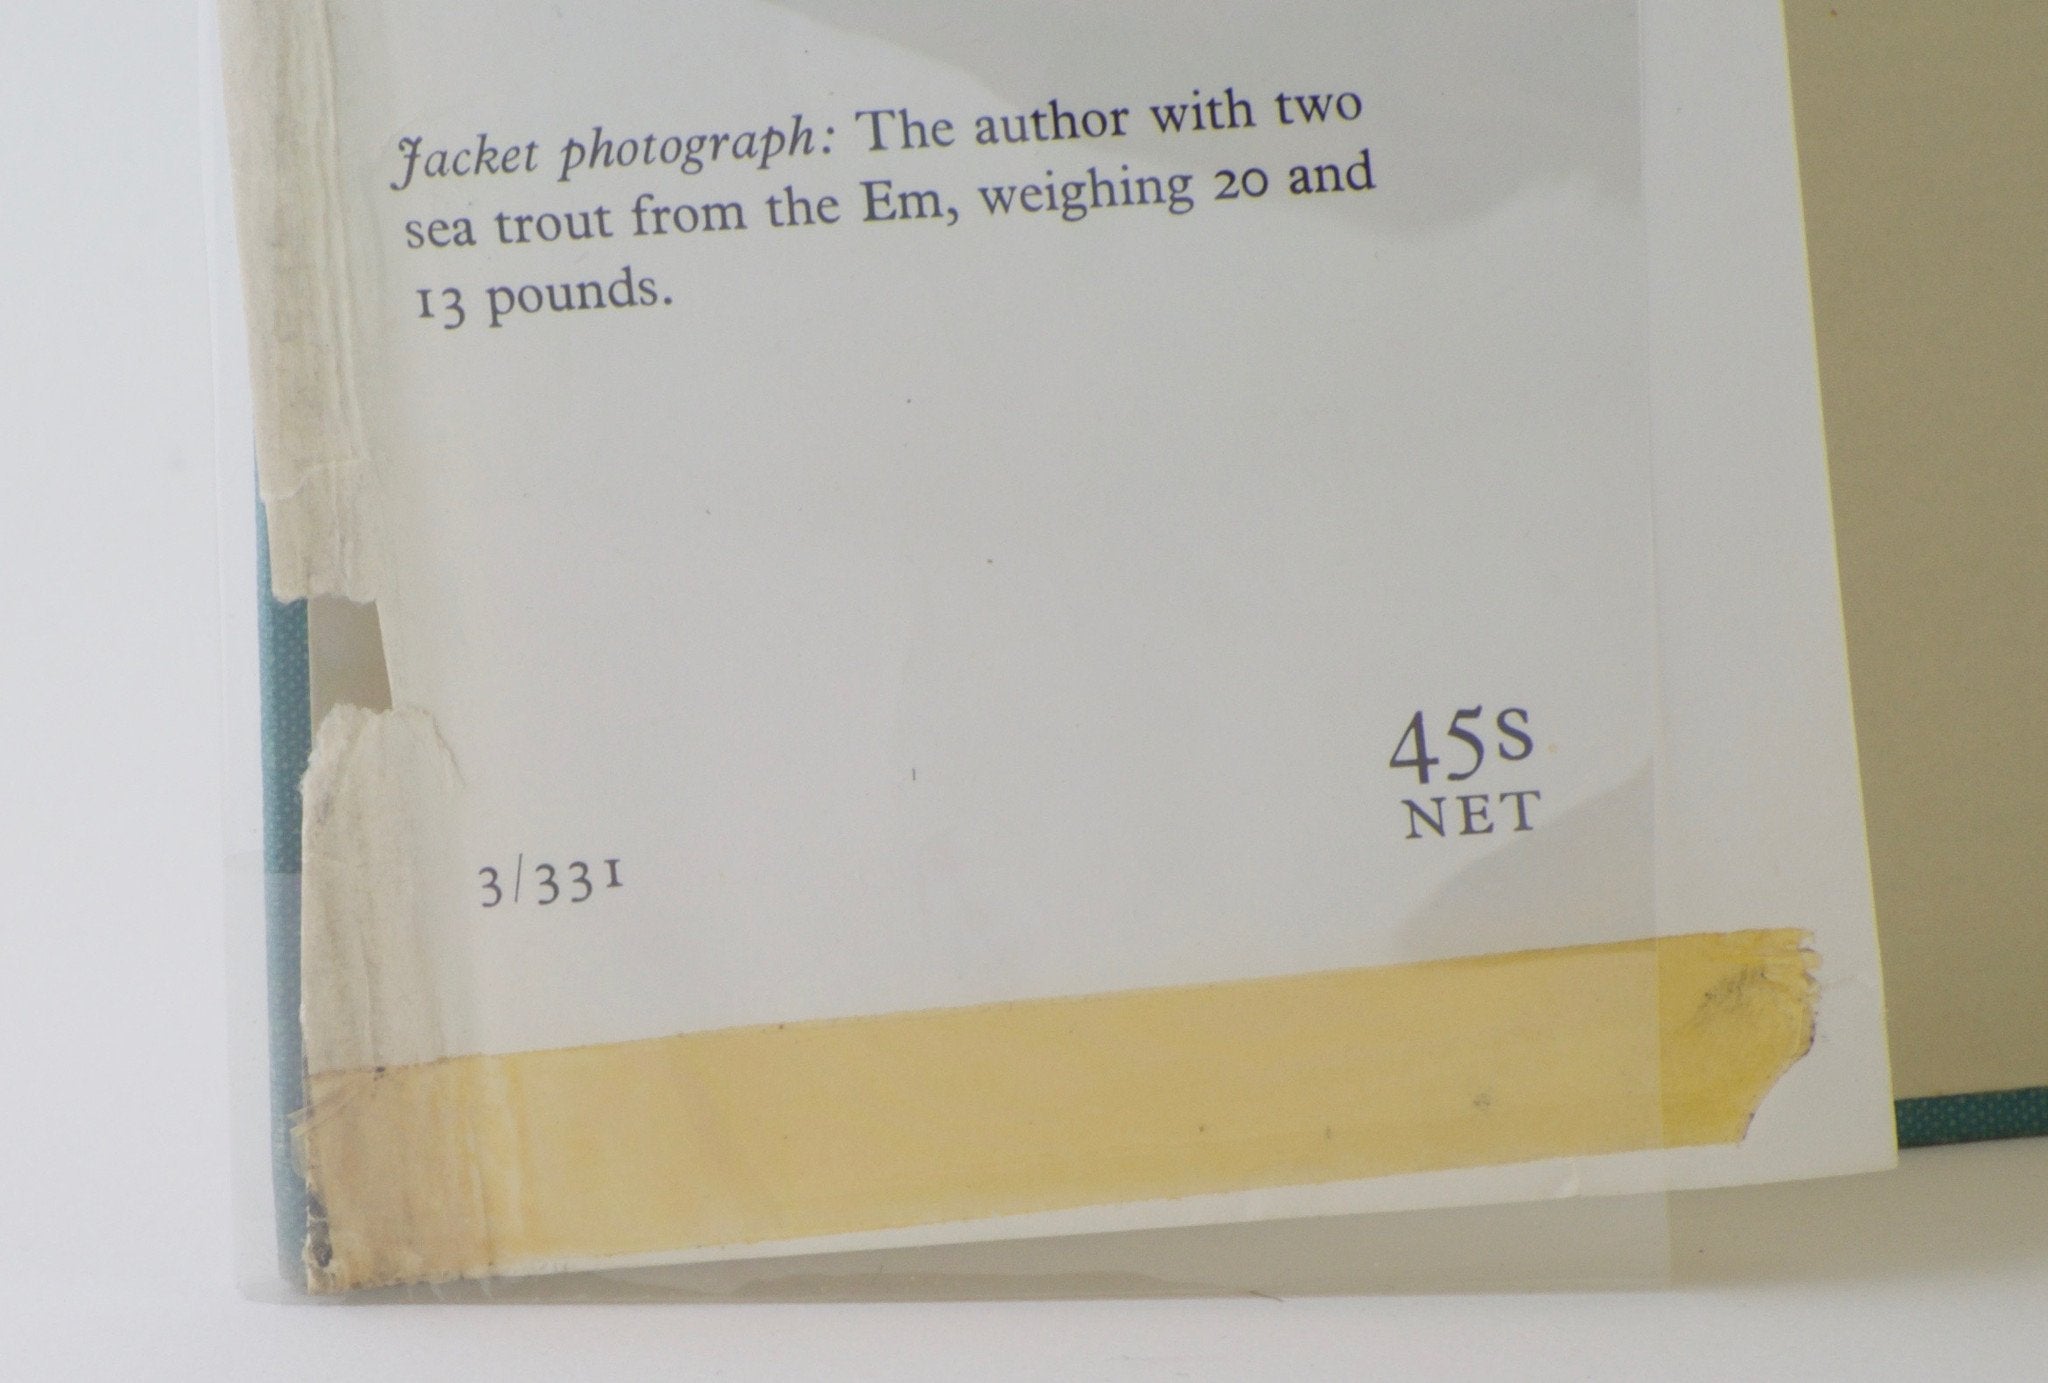 Jacket photograph: The author with two
sea trout from the Em, weighing 20 and
13 pounds.
45S
NET
3/331